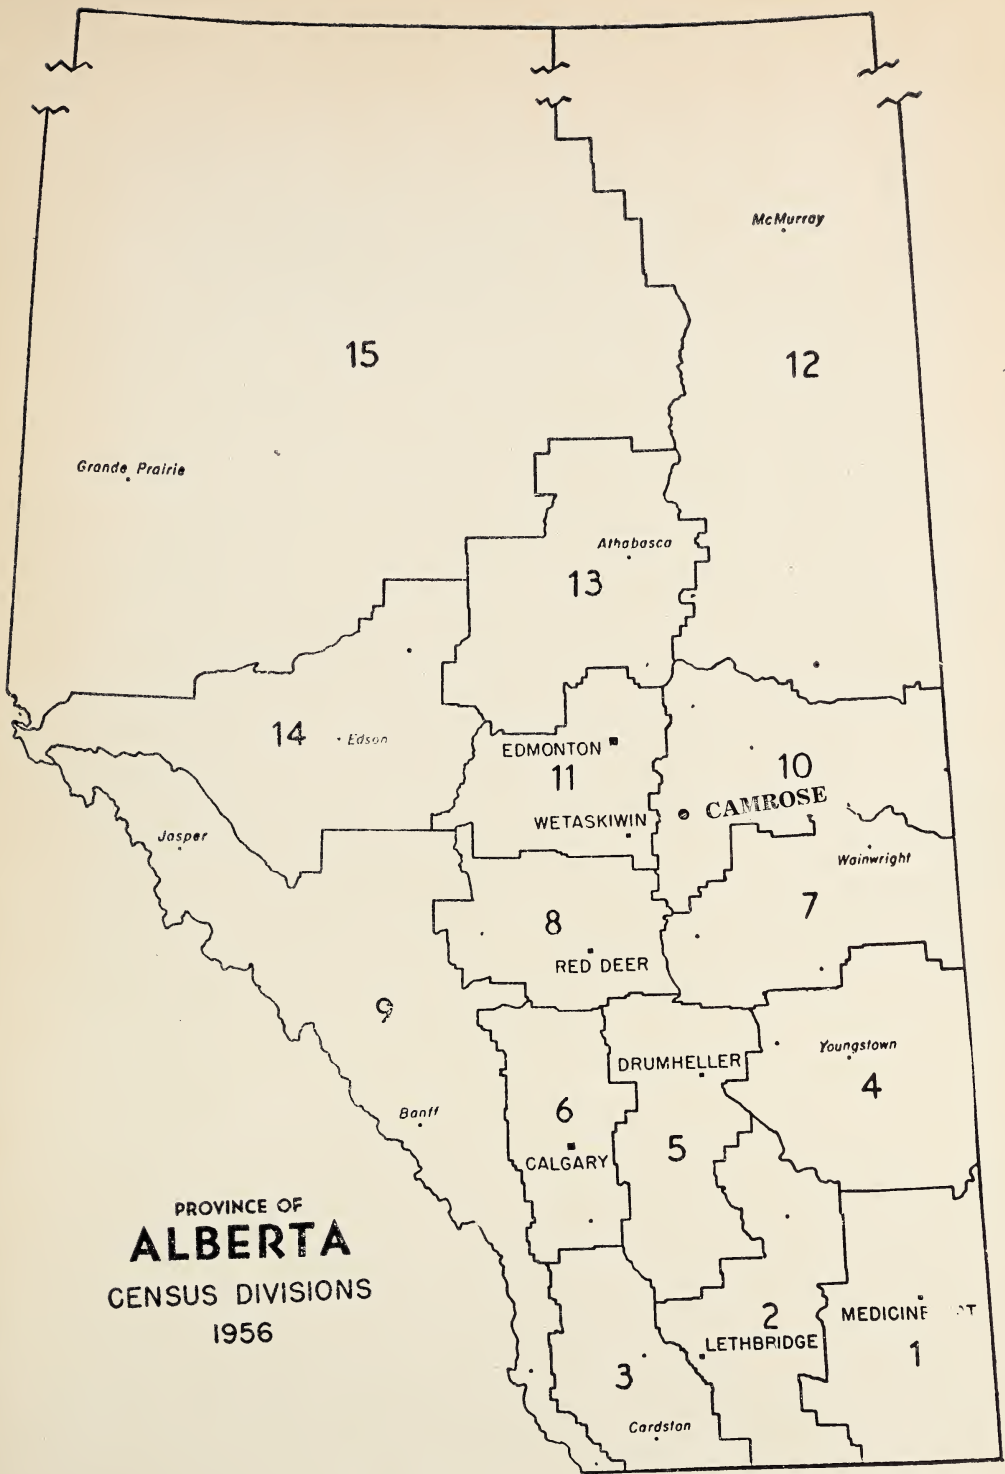 McMurray
15
12
Grande Prairie
Athabasca
13
14
Edson
EDMONTON
11
10
CAMROSE
WETASKIWIN
Jasper
Wainwright
7
8
RED DEER
9
Youngstown
DRUMHELLER
4
6
Banff
5
CALGARY
PROVINCE OF
ALBERTA
CENSUS DIVISIONS
1956
2
MEDICINE
LETHBRIDGE
1
3
Cardston